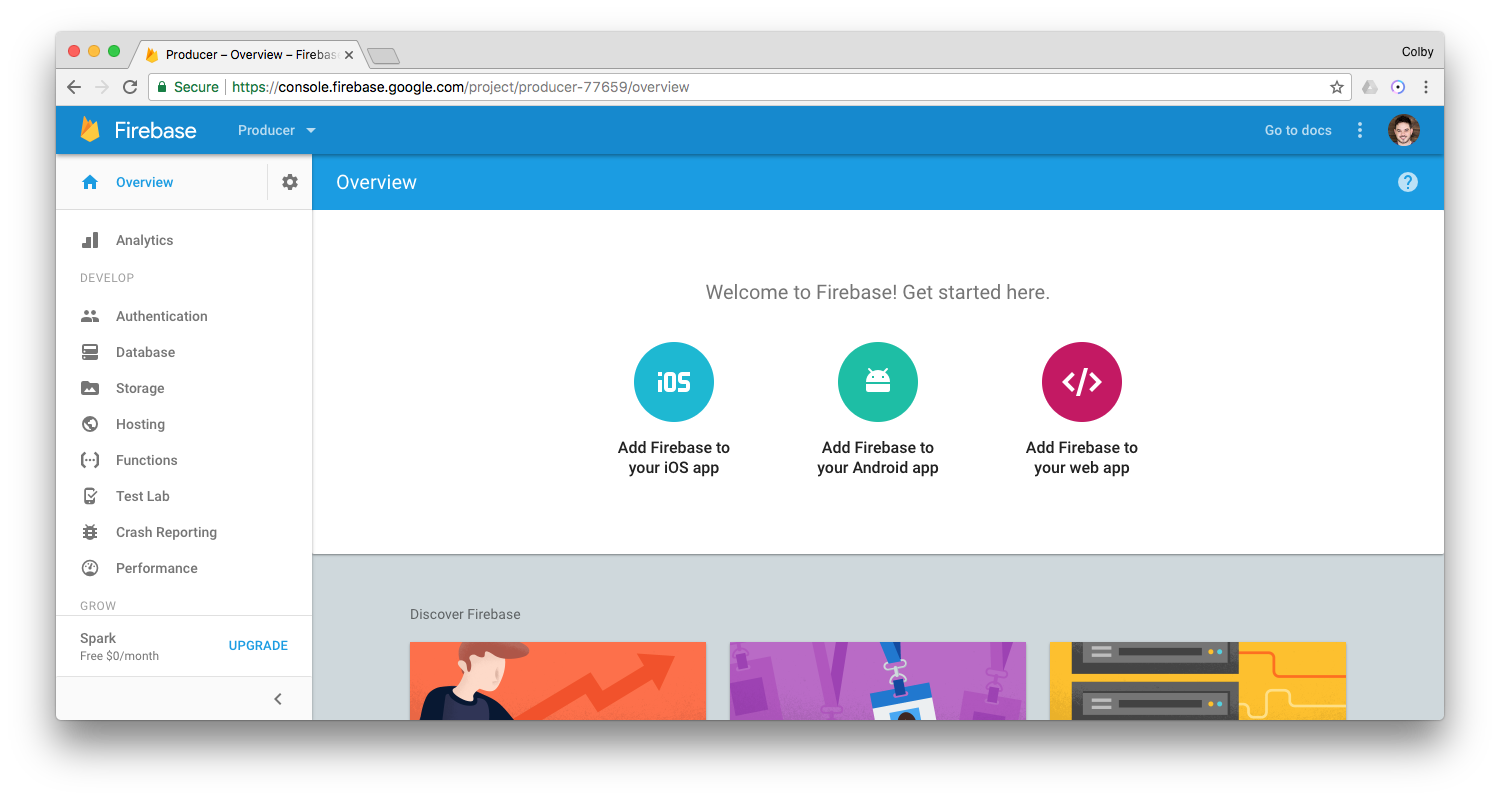 Producer – Overview – Firebas
Colby
Secure
https://console.firebase.google.com/project/producer-77659/overview
Firebase
Producer
Go to docs
Overview
Overview
Analytics
DEVELOP
Authentication
Database
Storage
Hosting
Functions
Test Lab
Crash Reporting
Performance
GROW
Spark
Free $0/month
UPGRADE
Welcome to Firebase! Get started here.
iOS
Add Firebase to
your iOS app
Add Firebase to
your Android app
</>
Add Firebase to
your web app
Discover Firebase